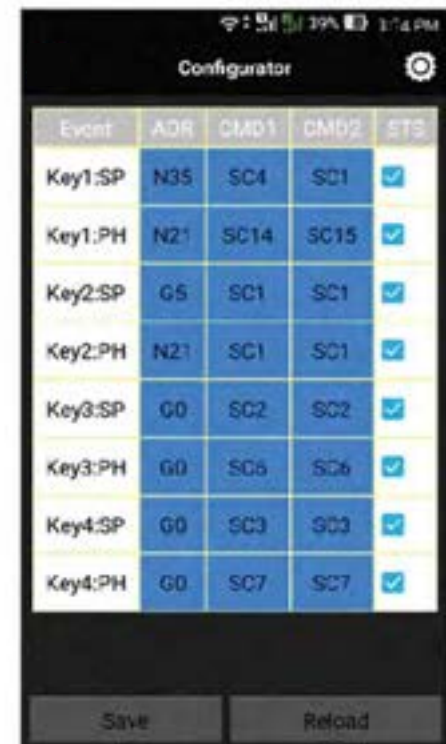 39% 3:14 PM
Configurator
Event ADR CMD1 CMD2 STS
Key1:SP N35 SC4 SC1
Key1:PH N21 SC14 SC15
Key2:SP G5 SC1 SC1
Key2:PH N21 SC1 SC1
Key3:SP G0 SC2 SC2
Key3:PH G0 SC6 SC6
Key4:SP G0 SC3 SC3
Key4:PH G0 SC7 SC7
Save Reload